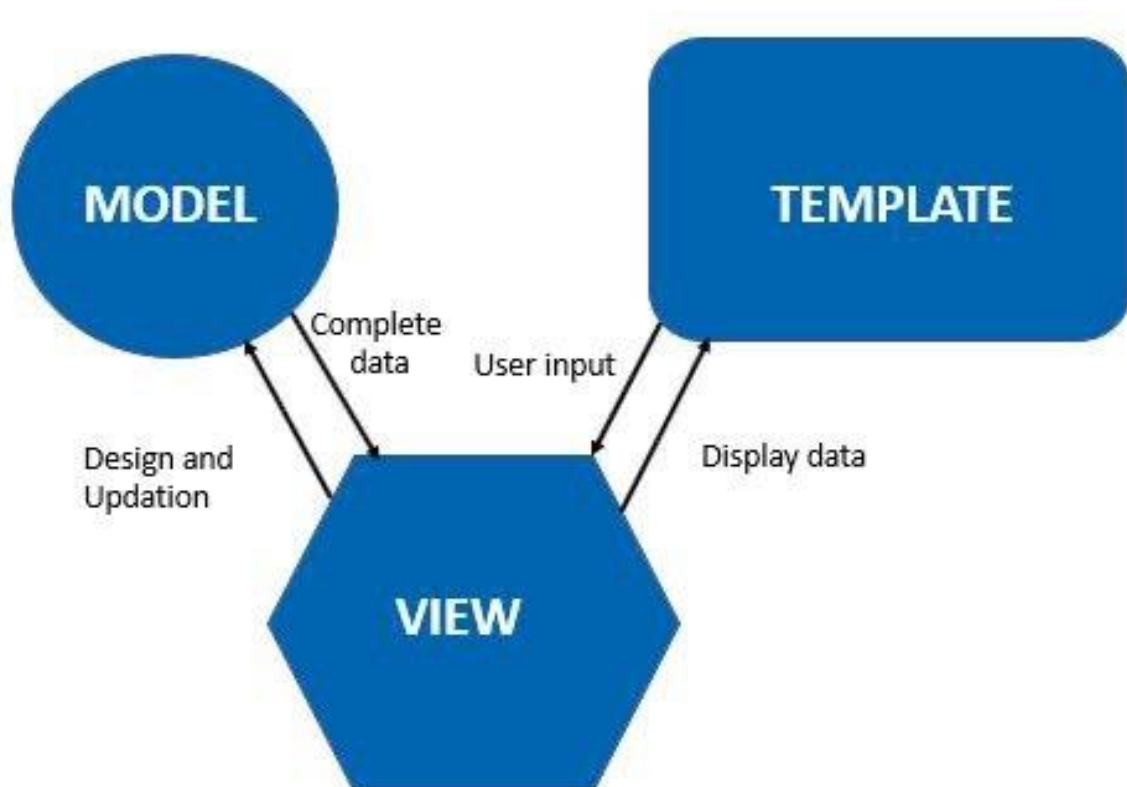 MODEL
TEMPLATE
Complete
data
User input
Design and
Updation
Display data
VIEW